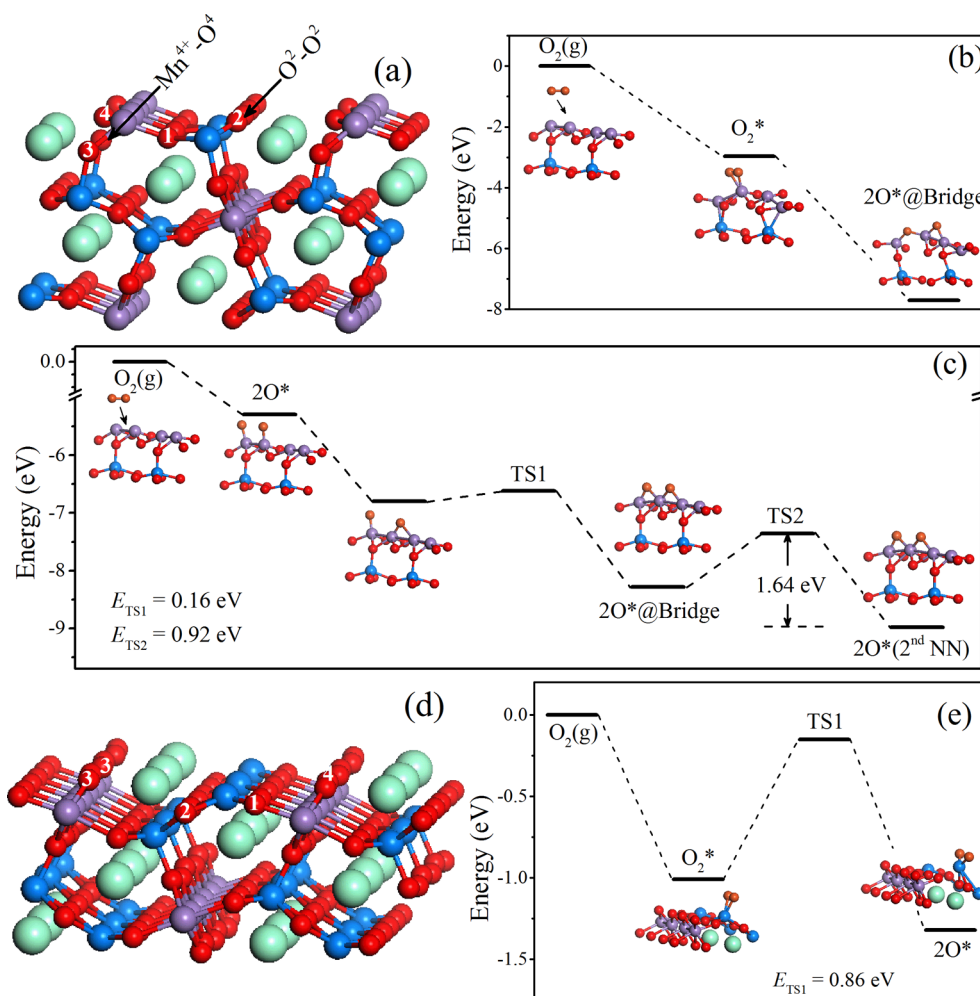 Mn⁴⁺-O⁴
O²-O²
(a)
4
1
2
3
(b)
O₂(g)
0
-2
-4
-6
-8
Energy (eV)
O₂*
2O*@Bridge
(c)
0.0
-6
-7
-8
-9
Energy (eV)
O₂(g)
2O*
TS1
2O*@Bridge
TS2
1.64 eV
2O*(2ⁿᵈ NN)
E_TS1 = 0.16 eV
E_TS2 = 0.92 eV
(d)
3
3
4
2
1
(e)
0.0
-0.5
-1.0
-1.5
Energy (eV)
O₂(g)
TS1
O₂*
2O*
E_TS1 = 0.86 eV